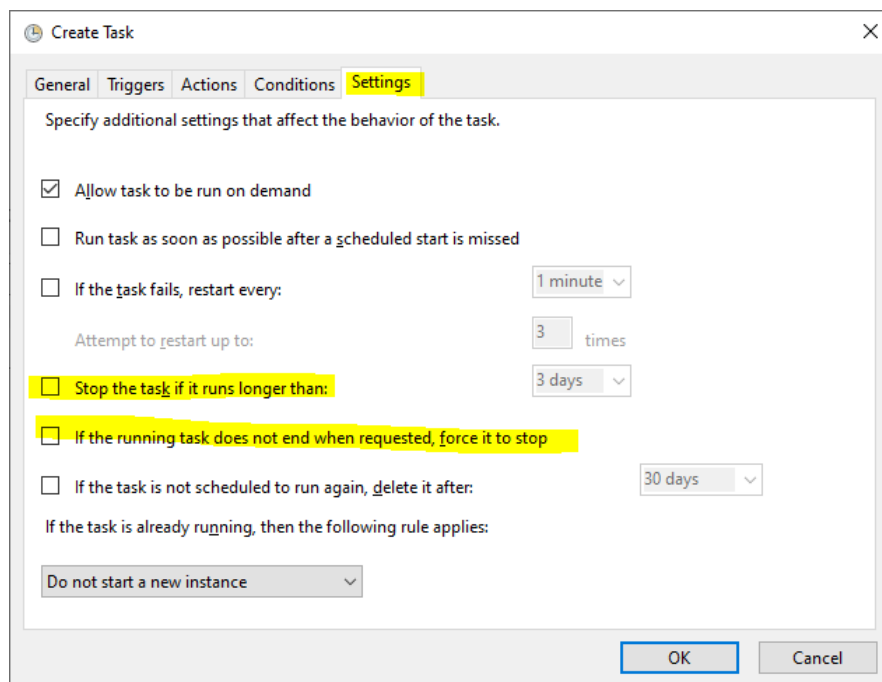 Create Task
General Triggers Actions Conditions Settings
Specify additional settings that affect the behavior of the task.
Allow task to be run on demand
Run task as soon as possible after a scheduled start is missed
If the task fails, restart every: 1 minute
Attempt to restart up to: 3 times
Stop the task if it runs longer than: 3 days
If the running task does not end when requested, force it to stop
If the task is not scheduled to run again, delete it after: 30 days
If the task is already running, then the following rule applies:
Do not start a new instance
OK Cancel